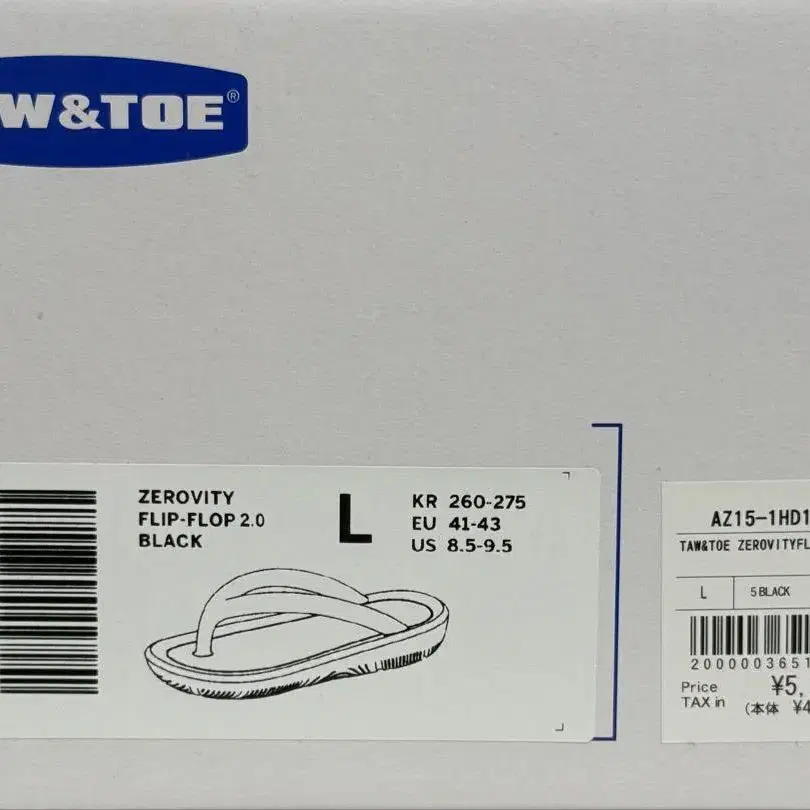 W&TOE®
ZEROVITY
FLIP-FLOP 2.0
BLACK
L
KR 260-275
EU 41-43
US 8.5-9.5
AZ15-1HD1
TAW&TOE ZEROVITYFL
L
5 BLACK
2000003651
Price
TAX in
¥5,
(本体 ¥4